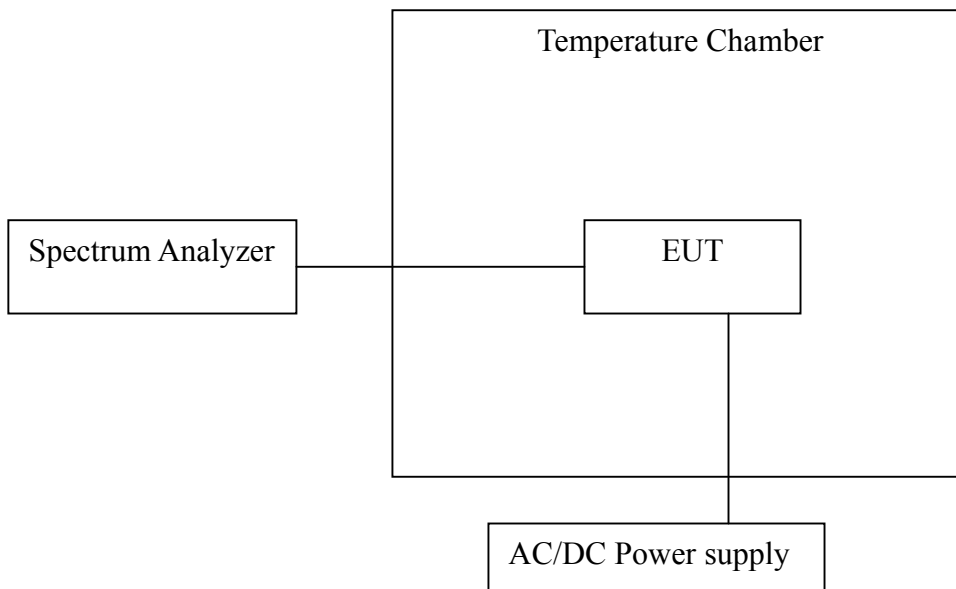 Temperature Chamber
Spectrum Analyzer
EUT
AC/DC Power supply